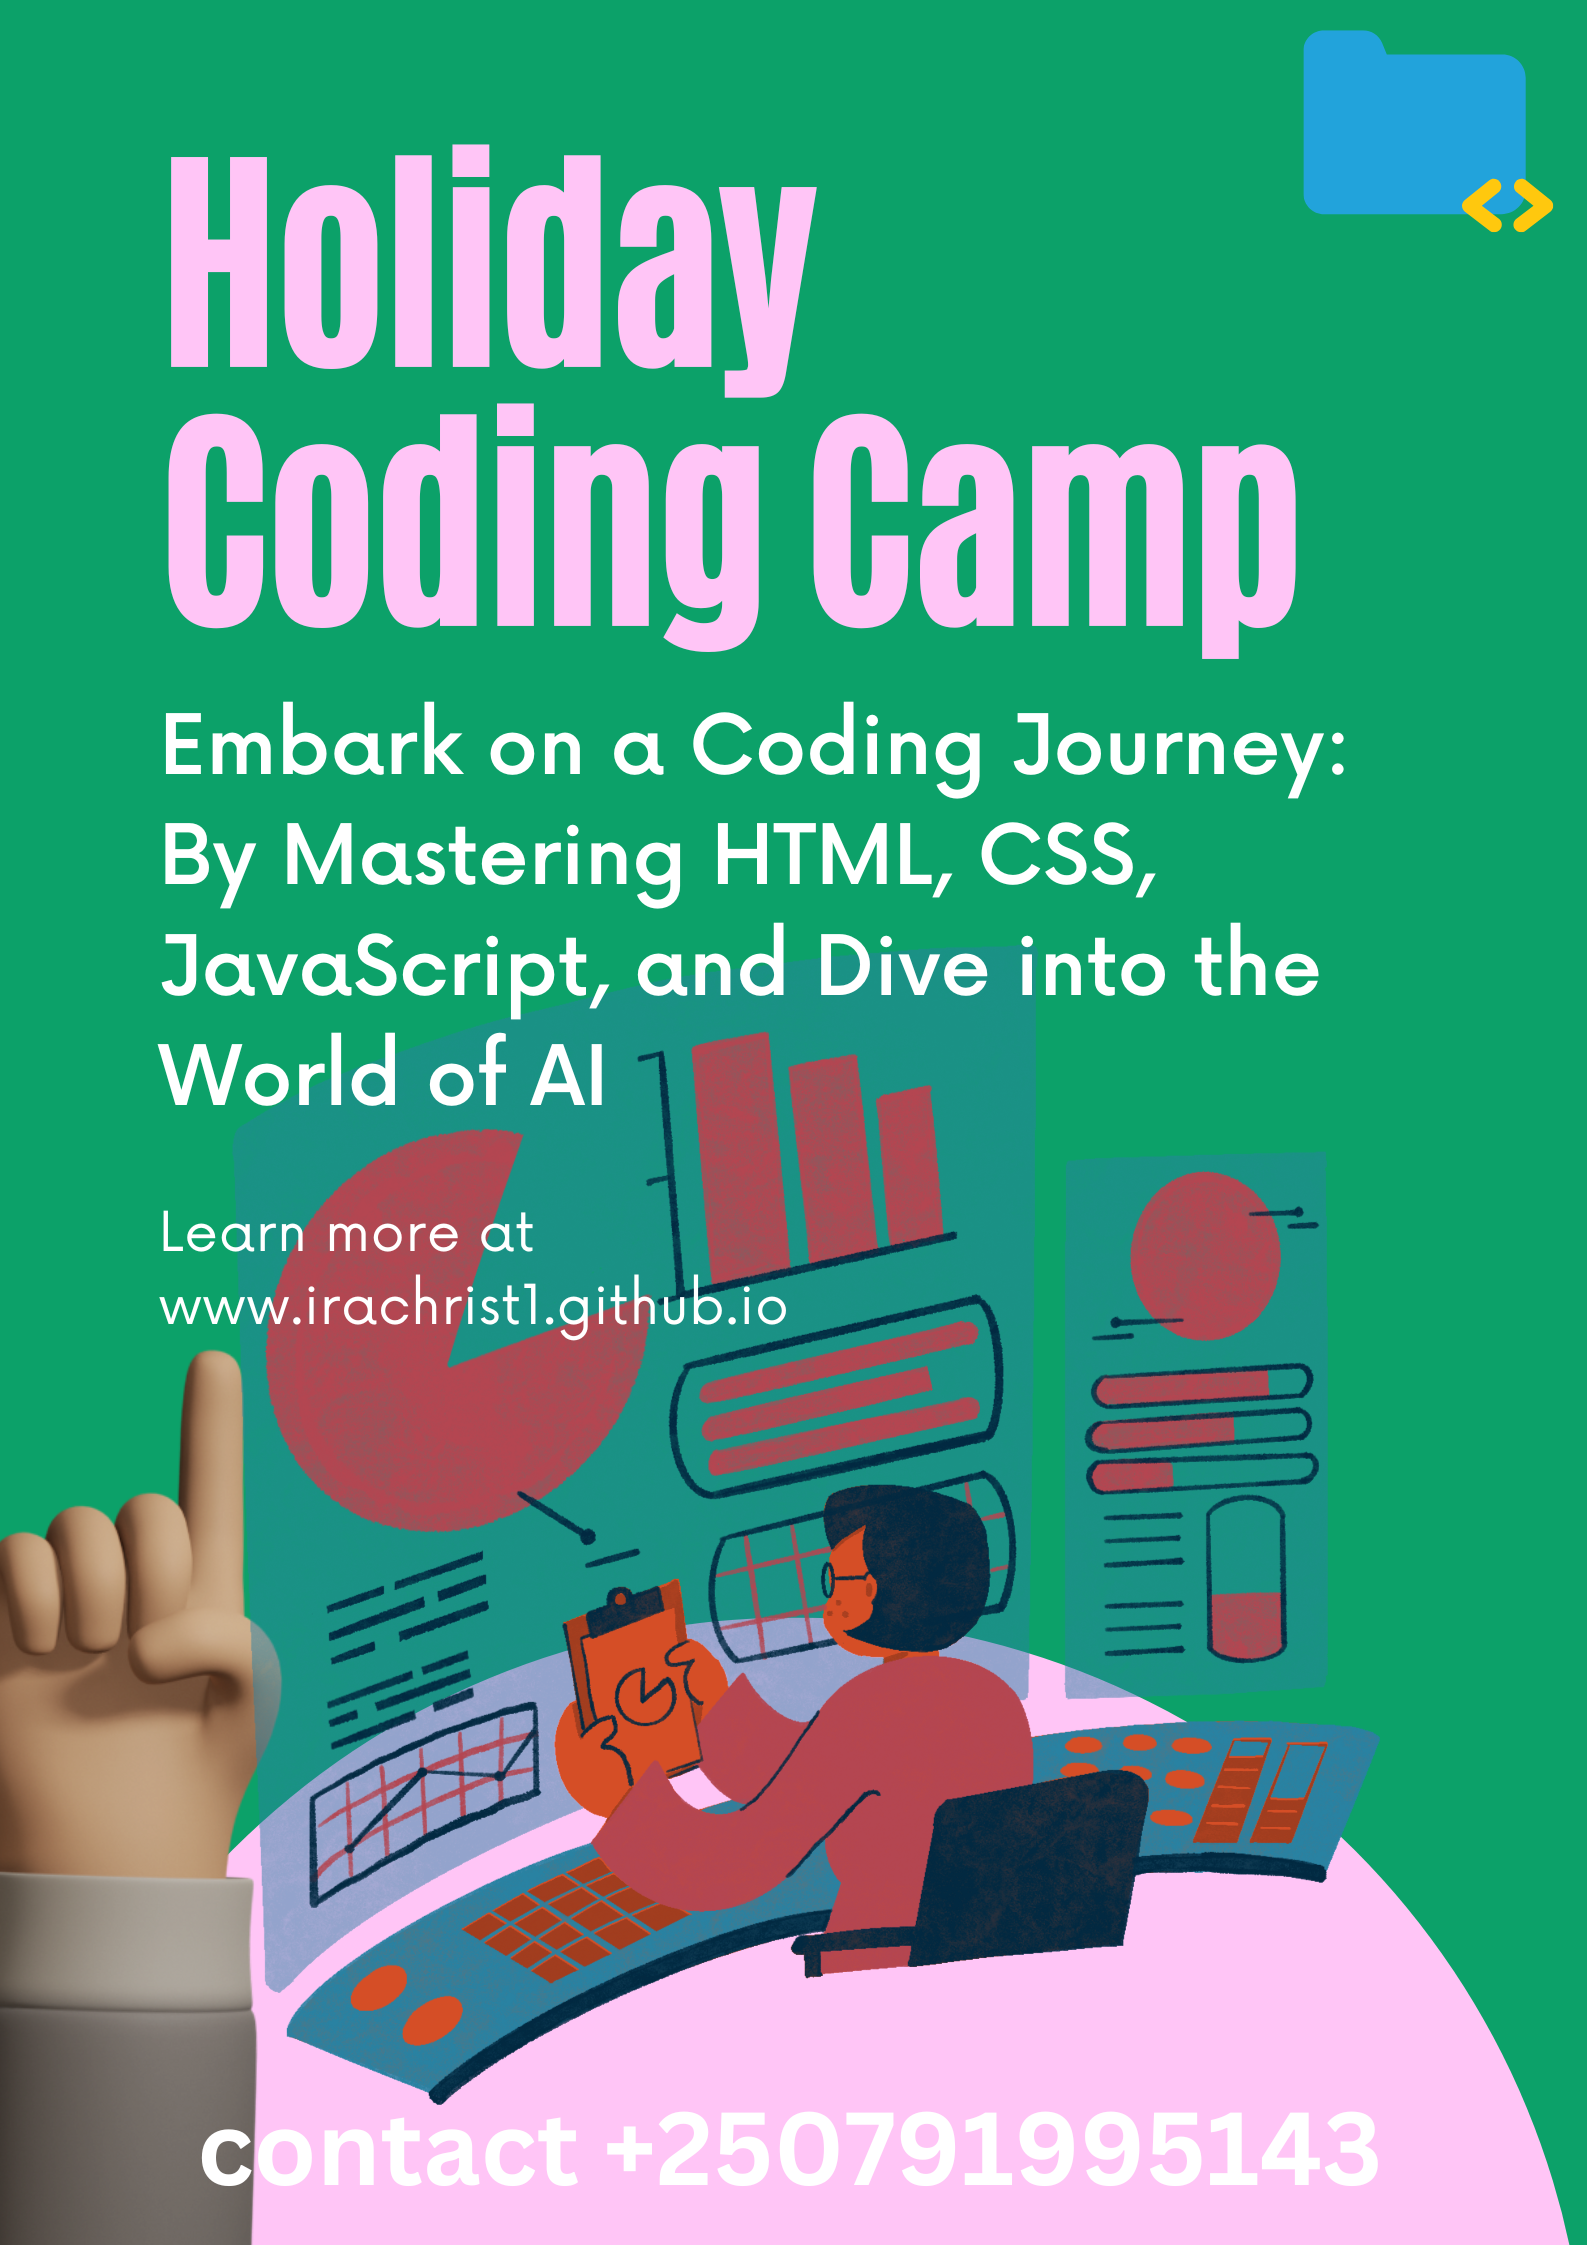 Holiday
Coding Camp
Embark on a Coding Journey:
By Mastering HTML, CSS,
JavaScript, and Dive into the
World of AI
Learn more at
www.irachrist1.github.io
contact +250791995143